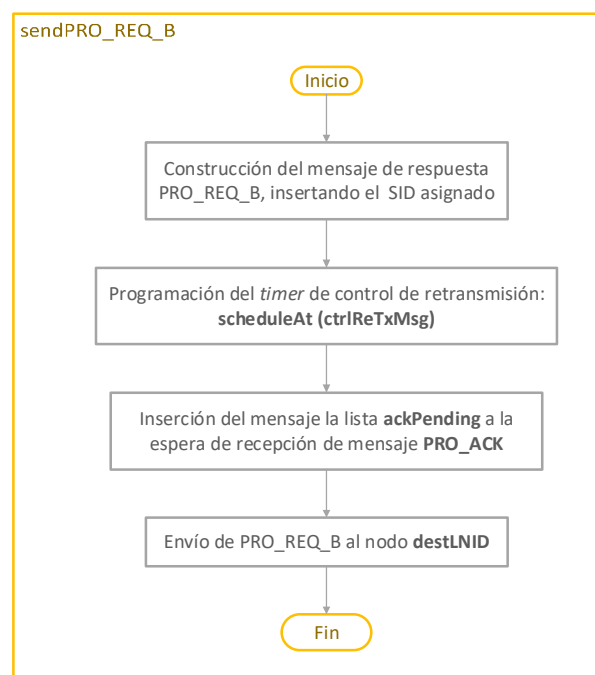 sendPRO_REQ_B
Inicio
Construcción del mensaje de respuesta
PRO_REQ_B, insertando el SID asignado
Programación del timer de control de retransmisión:
scheduleAt (ctrlReTxMsg)
Inserción del mensaje la lista ackPending a la
espera de recepción de mensaje PRO_ACK
Envío de PRO_REQ_B al nodo destLNID
Fin